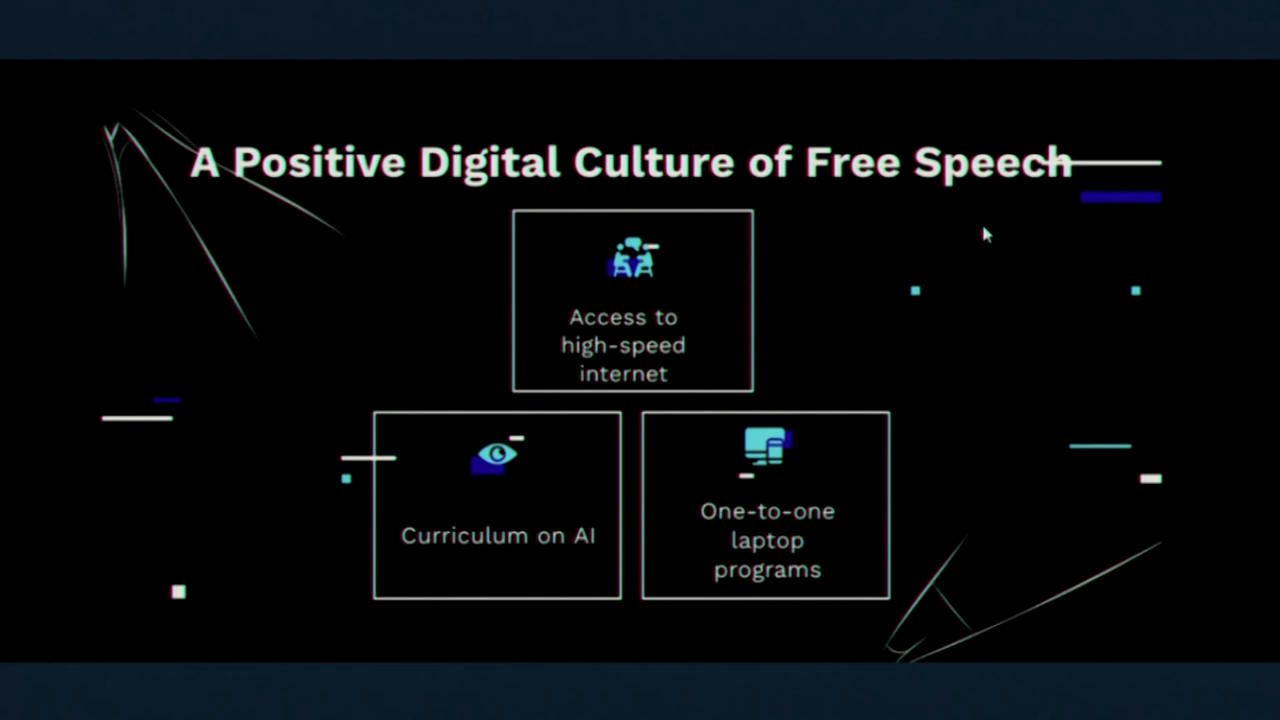 A Positive Digital Culture of Free Speech
Access to
high-speed
internet
Curriculum on AI
One-to-one
laptop
programs